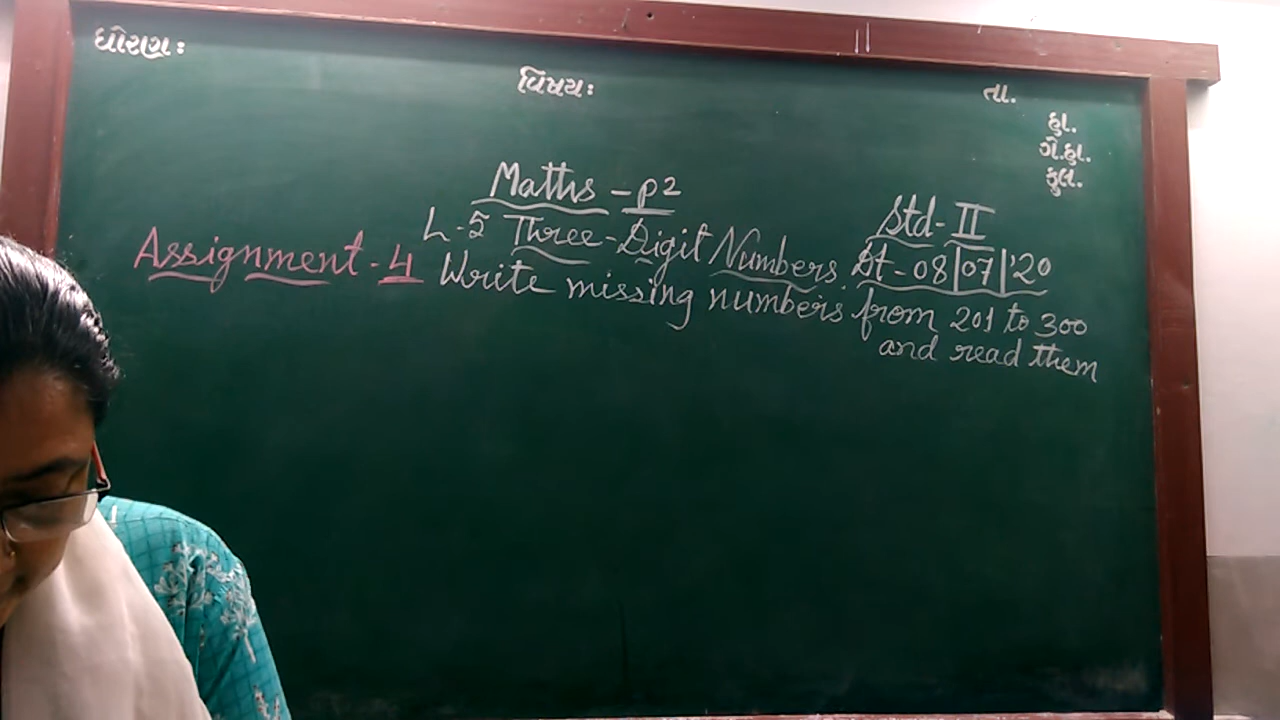 ધોરણ:
વિષય:
તા.
હા.
ગે.હા.
કુલ.
Maths - P2
Std - II
L-2 Three-Digit Numbers Dt - 08|07|'20
Assignment - 4 Write missing numbers from 201 to 300
and read them